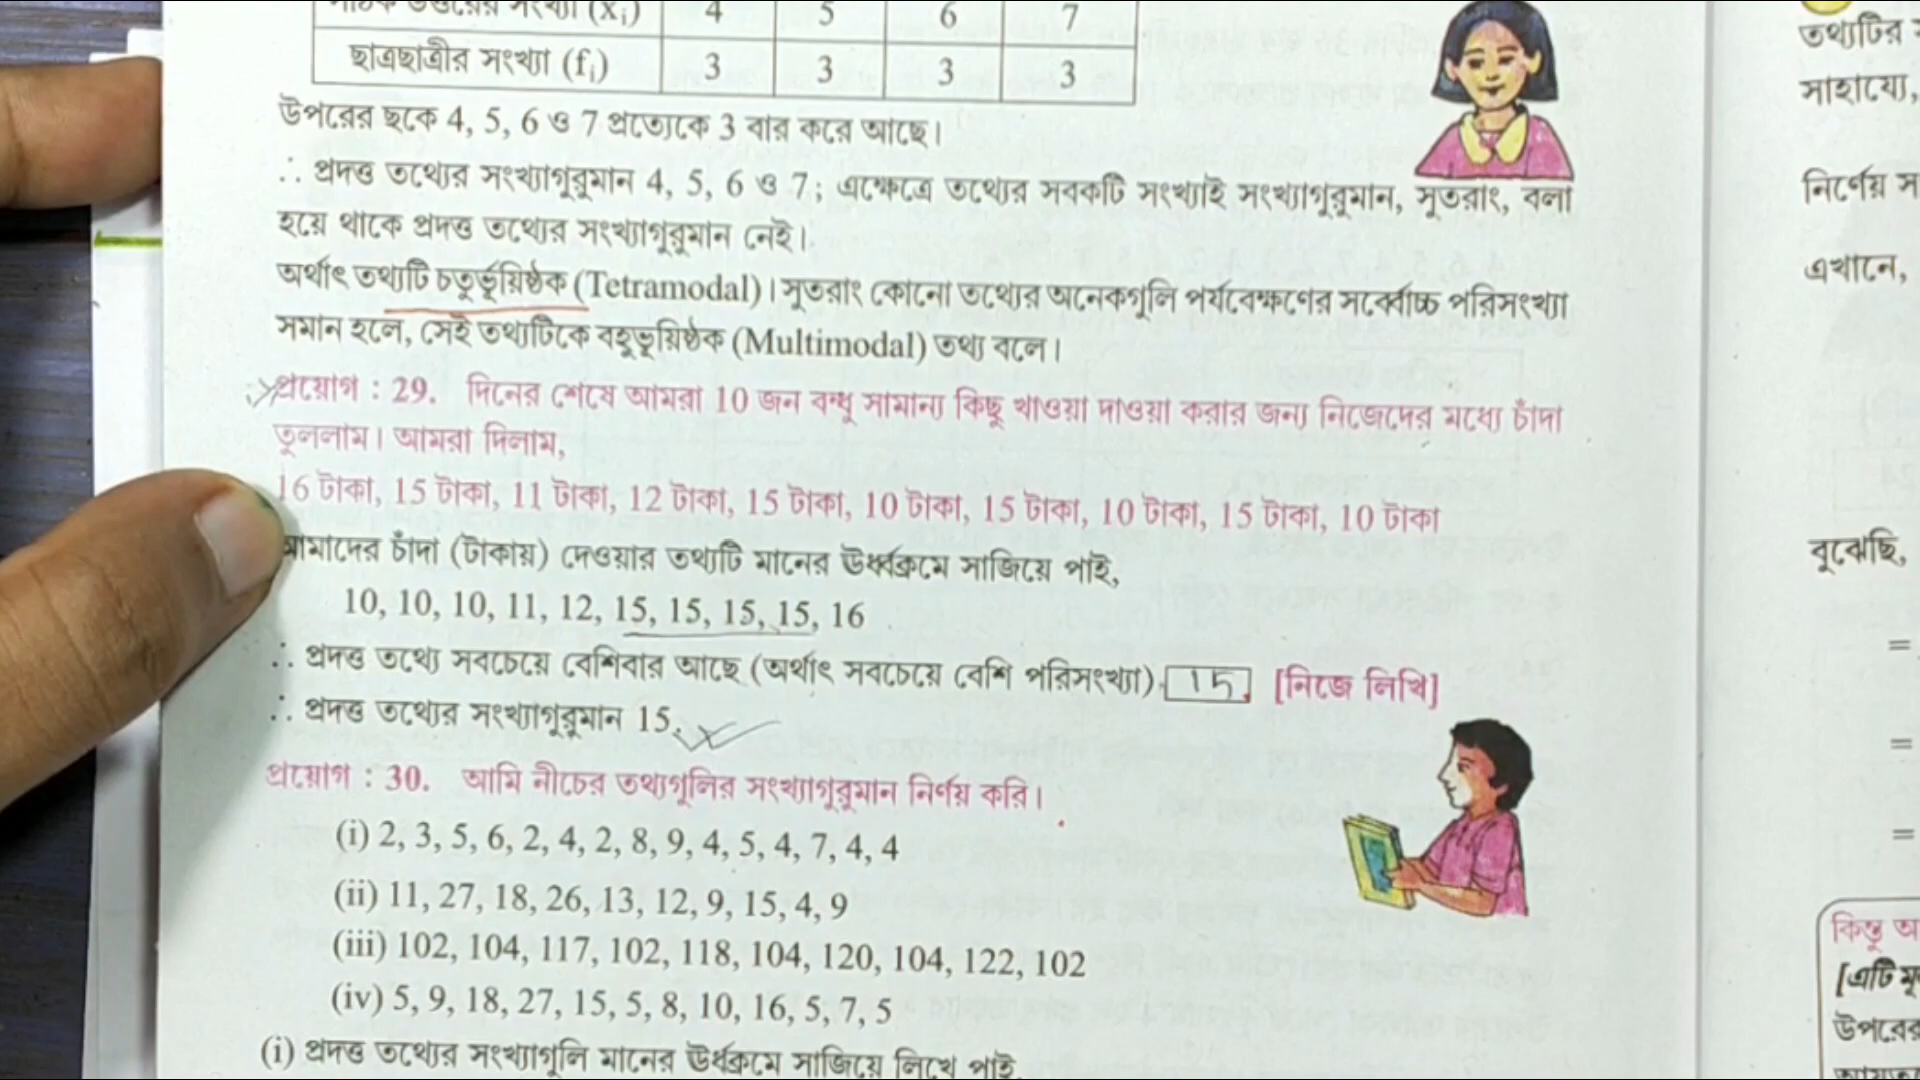 (xᵢ) 4 5 6 7
ছাত্রছাত্রীর সংখ্যা (fᵢ) 3 3 3 3
উপরের ছকে 4, 5, 6 ও 7 প্রত্যেকে 3 বার করে আছে।
∴ প্রদত্ত তথ্যের সংখ্যাগুরুমান 4, 5, 6 ও 7; এক্ষেত্রে তথ্যের সবকটি সংখ্যাই সংখ্যাগুরুমান, সুতরাং, বলা
হয়ে থাকে প্রদত্ত তথ্যের সংখ্যাগুরুমান নেই।
অর্থাৎ তথ্যটি চতুর্ভূয়িষ্ঠক (Tetramodal)। সুতরাং কোনো তথ্যের অনেকগুলি পর্যবেক্ষণের সর্ব্বোচ্চ পরিসংখ্যা
সমান হলে, সেই তথ্যটিকে বহুভূয়িষ্ঠক (Multimodal) তথ্য বলে।
প্রয়োগ : 29. দিনের শেষে আমরা 10 জন বন্ধু সামান্য কিছু খাওয়া দাওয়া করার জন্য নিজেদের মধ্যে চাঁদা
তুললাম। আমরা দিলাম,
16 টাকা, 15 টাকা, 11 টাকা, 12 টাকা, 15 টাকা, 10 টাকা, 15 টাকা, 10 টাকা, 15 টাকা, 10 টাকা
আমাদের চাঁদা (টাকায়) দেওয়ার তথ্যটি মানের ঊর্ধ্বক্রমে সাজিয়ে পাই,
10, 10, 10, 11, 12, 15, 15, 15, 15, 16
∴ প্রদত্ত তথ্যে সবচেয়ে বেশিবার আছে (অর্থাৎ সবচেয়ে বেশি পরিসংখ্যা) 15. [নিজে লিখি]
∴ প্রদত্ত তথ্যের সংখ্যাগুরুমান 15.
প্রয়োগ : 30. আমি নীচের তথ্যগুলির সংখ্যাগুরুমান নির্ণয় করি।
(i) 2, 3, 5, 6, 2, 4, 2, 8, 9, 4, 5, 4, 7, 4, 4
(ii) 11, 27, 18, 26, 13, 12, 9, 15, 4, 9
(iii) 102, 104, 117, 102, 118, 104, 120, 104, 122, 102
(iv) 5, 9, 18, 27, 15, 5, 8, 10, 16, 5, 7, 5
(i) প্রদত্ত তথ্যের সংখ্যাগুলি মানের ঊর্ধ্বক্রমে সাজিয়ে লিখে পাই,
তথ্যটির
সাহায্যে,
নির্ণয়
এখানে,
বুঝেছি,
=
=
=
কিন্তু
[এটি
উপরের